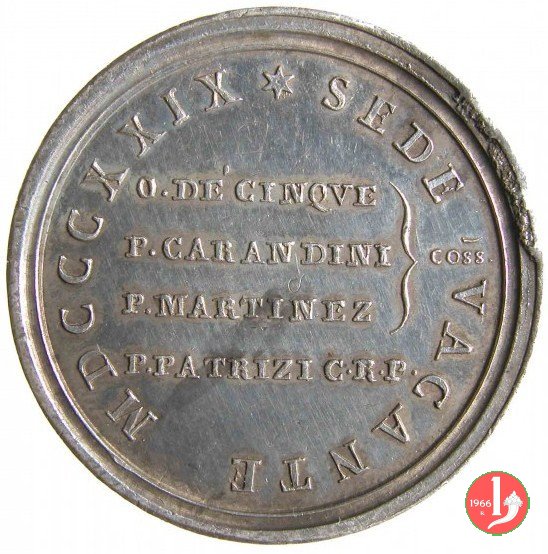 ✶ SEDE VACANTE MDCCCXXIX
O. DE' CINQVE
P. CARANDINI
P. MARTINEZ
COSS.
P. PATRIZI C. R. P.
1966
R